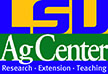 LSU
AgCenter
Research · Extension · Teaching